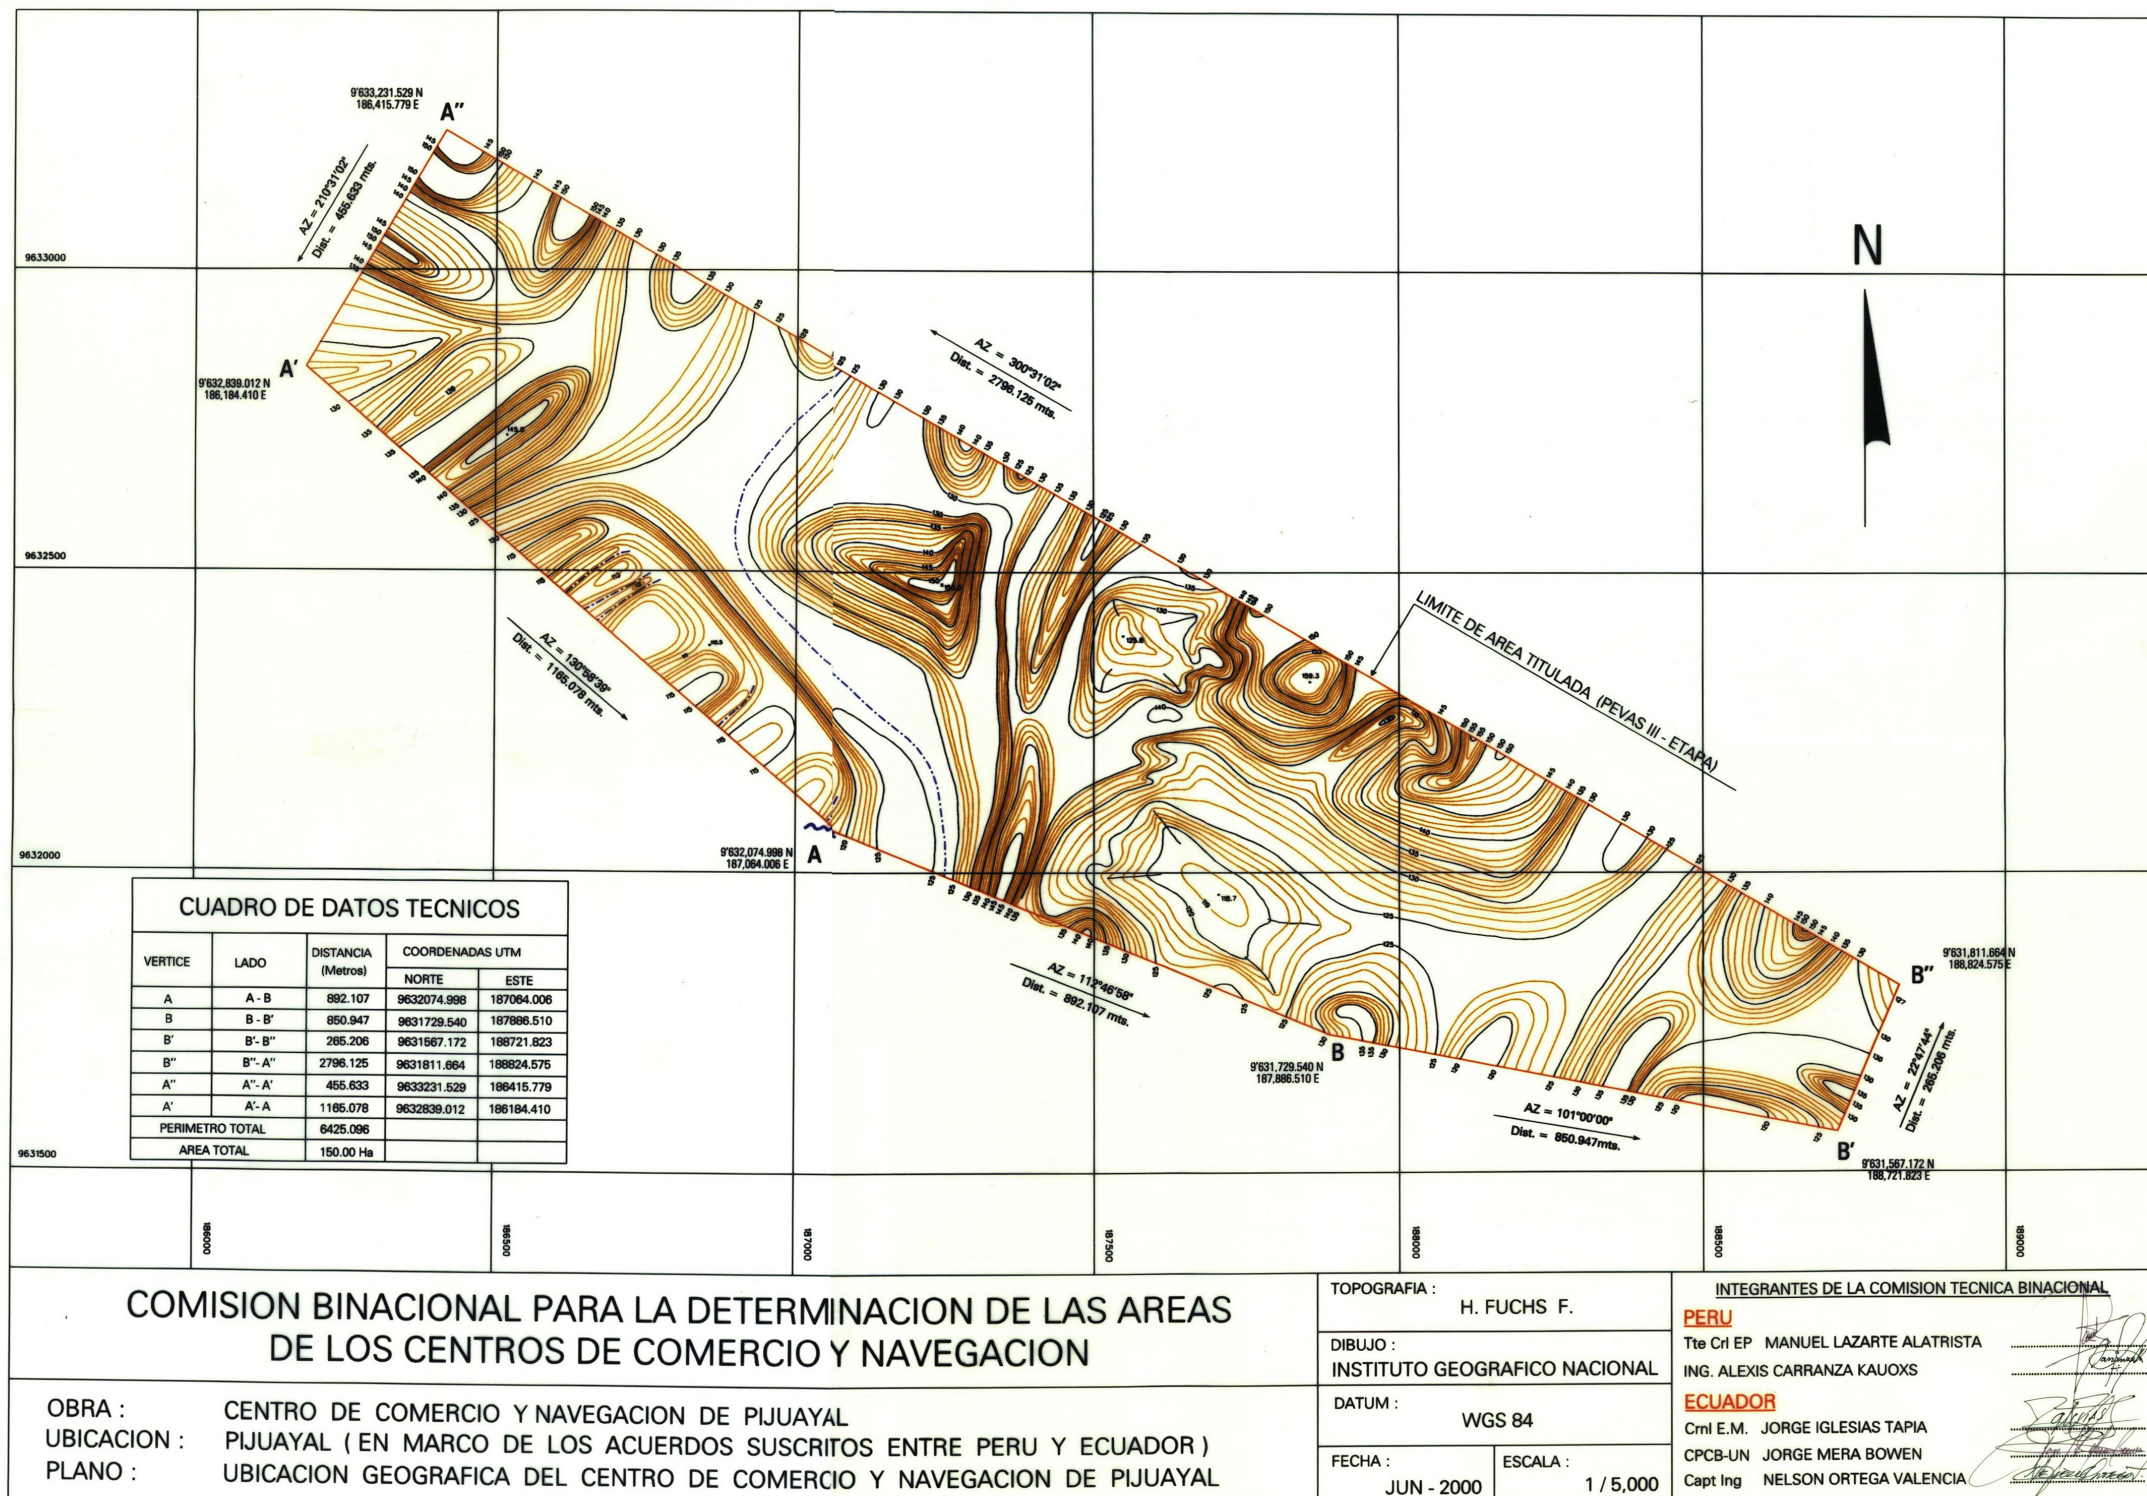 9'633,231.529 N
186,415.779 E
A"
AZ = 210°31'02"
Dist. = 455.633 mts.
9633000
N
A'
9'632,839.012 N
186,184.410 E
AZ = 300°31'02"
Dist. = 2796.125 mts.
145.5
9632500
125.8
110.5
LIMITE DE AREA TITULADA (PEVAS III - ETAPA)
159.3
AZ = 130°58'39"
Dist. = 1165.078 mts.
9632000
9'632,074.998 N
187,064.006 E
A
118.7
AZ = 112°46'58"
Dist. = 892.107 mts.
9'631,811.664 N
188,824.575 E
B"
B
9'631,729.540 N
187,886.510 E
AZ = 101°00'00"
Dist. = 850.947mts.
AZ = 22°47'44"
Dist. = 265.206 mts.
B'
9'631,567.172 N
188,721.823 E
CUADRO DE DATOS TECNICOS
VERTICE LADO DISTANCIA (Metros) COORDENADAS UTM
NORTE ESTE
A A - B 892.107 9632074.998 187064.006
B B - B' 850.947 9631729.540 187886.510
B' B'- B" 265.206 9631567.172 188721.823
B" B"- A" 2796.125 9631811.664 188824.575
A" A"- A' 455.633 9633231.529 186415.779
A' A'- A 1165.078 9632839.012 186184.410
PERIMETRO TOTAL 6425.096
AREA TOTAL 150.00 Ha
9631500
186000
186500
187000
187500
188000
188500
189000
COMISION BINACIONAL PARA LA DETERMINACION DE LAS AREAS
DE LOS CENTROS DE COMERCIO Y NAVEGACION
OBRA : CENTRO DE COMERCIO Y NAVEGACION DE PIJUAYAL
UBICACION : PIJUAYAL ( EN MARCO DE LOS ACUERDOS SUSCRITOS ENTRE PERU Y ECUADOR )
PLANO : UBICACION GEOGRAFICA DEL CENTRO DE COMERCIO Y NAVEGACION DE PIJUAYAL
TOPOGRAFIA :
H. FUCHS F.
DIBUJO :
INSTITUTO GEOGRAFICO NACIONAL
DATUM :
WGS 84
FECHA :
JUN - 2000
ESCALA :
1 / 5,000
INTEGRANTES DE LA COMISION TECNICA BINACIONAL
PERU
Tte Crl EP MANUEL LAZARTE ALATRISTA
ING. ALEXIS CARRANZA KAUOXS
ECUADOR
Crnl E.M. JORGE IGLESIAS TAPIA
CPCB-UN JORGE MERA BOWEN
Capt Ing NELSON ORTEGA VALENCIA